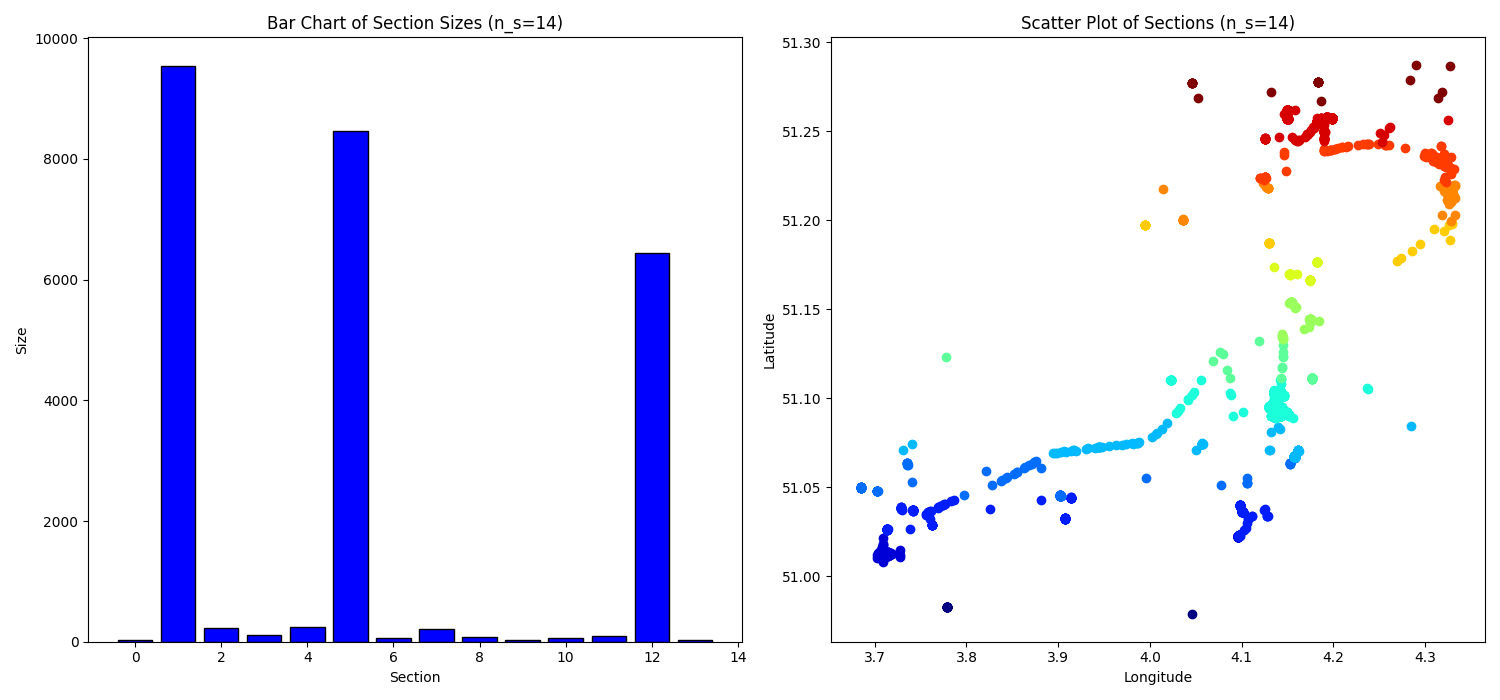 Bar Chart of Section Sizes (n_s=14)
10000
8000
6000
4000
2000
0
Size
0 2 4 6 8 10 12 14
Section
Scatter Plot of Sections (n_s=14)
51.30
51.25
51.20
51.15
51.10
51.05
51.00
Latitude
3.7 3.8 3.9 4.0 4.1 4.2 4.3
Longitude